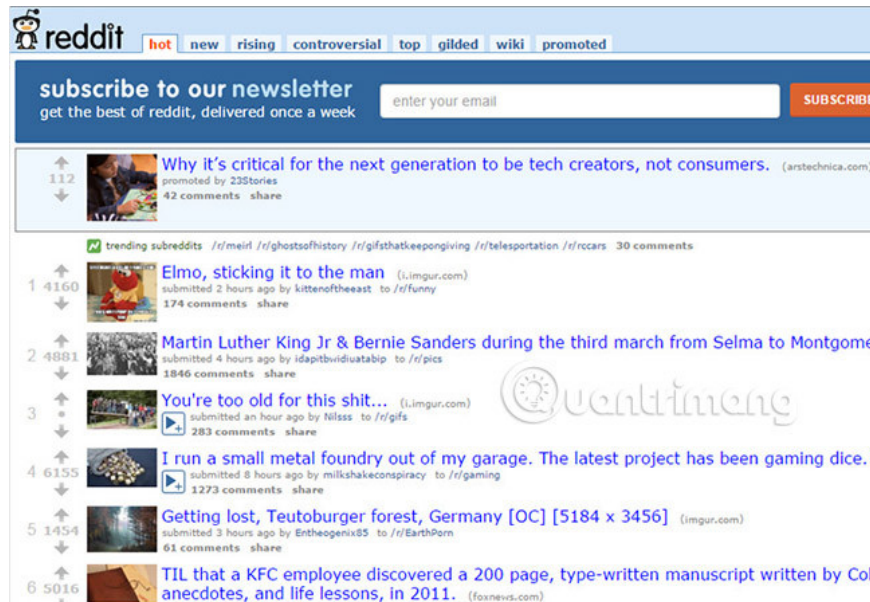 reddit hot new rising controversial top gilded wiki promoted
subscribe to our newsletter
get the best of reddit, delivered once a week
enter your email
SUBSCRIBE
Why it's critical for the next generation to be tech creators, not consumers. (arstechnica.com)
112
promoted by 23Stories
42 comments share
trending subreddits /r/meirl /r/ghostsofhistory /r/gifsthatkeepongiving /r/telesportation /r/rccars 30 comments
Elmo, sticking it to the man (i.imgur.com)
1 4160
submitted 2 hours ago by kittenoftheeast to /r/funny
174 comments share
Martin Luther King Jr & Bernie Sanders during the third march from Selma to Montgome
2 4881
submitted 4 hours ago by idapitbwidiuatabip to /r/pics
1846 comments share
You're too old for this shit... (i.imgur.com)
3 •
submitted an hour ago by Nilsss to /r/gifs
283 comments share
Quantrimang
I run a small metal foundry out of my garage. The latest project has been gaming dice.
4 6155
submitted 8 hours ago by milkshakeconspiracy to /r/gaming
1273 comments share
Getting lost, Teutoburger forest, Germany [OC] [5184 x 3456] (imgur.com)
5 1454
submitted 3 hours ago by Entheogenix85 to /r/EarthPorn
61 comments share
TIL that a KFC employee discovered a 200 page, type-written manuscript written by Col
6 5016
anecdotes, and life lessons, in 2011. (foxnews.com)